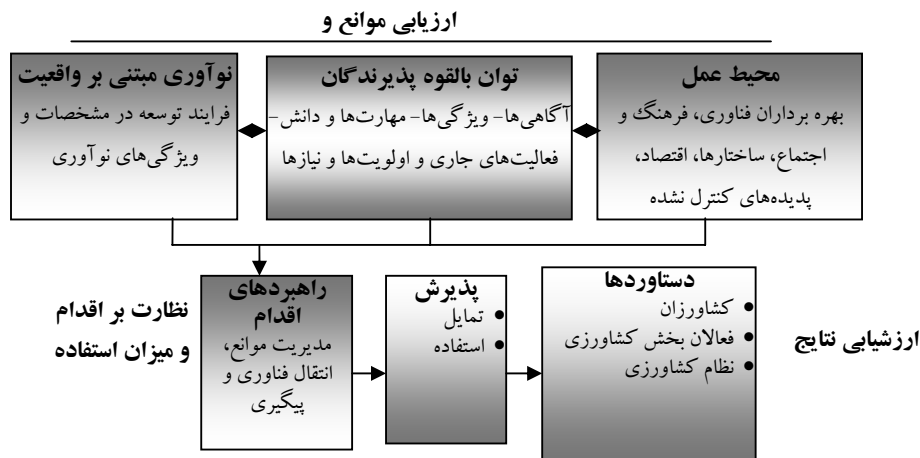 ارزیابی موانع و
محیط عمل
بهره برداران فناوری، فرهنگ و
اجتماع، ساختارها، اقتصاد،
پدیده‌های کنترل نشده
توان بالقوه پذیرندگان
آگاهی‌ها- ویژگی‌ها- مهارت‌ها و دانش-
فعالیت‌های جاری و اولویت‌ها و نیازها
نوآوری مبتنی بر واقعیت
فرایند توسعه در مشخصات و
ویژگی‌های نوآوری
نظارت بر اقدام
و میزان استفاده
راهبردهای
اقدام
مدیریت موانع،
انتقال فناوری و
پیگیری
پذیرش
• تمایل
• استفاده
دستاوردها
• کشاورزان
• فعالان بخش کشاورزی
• نظام کشاورزی
ارزشیابی نتایج